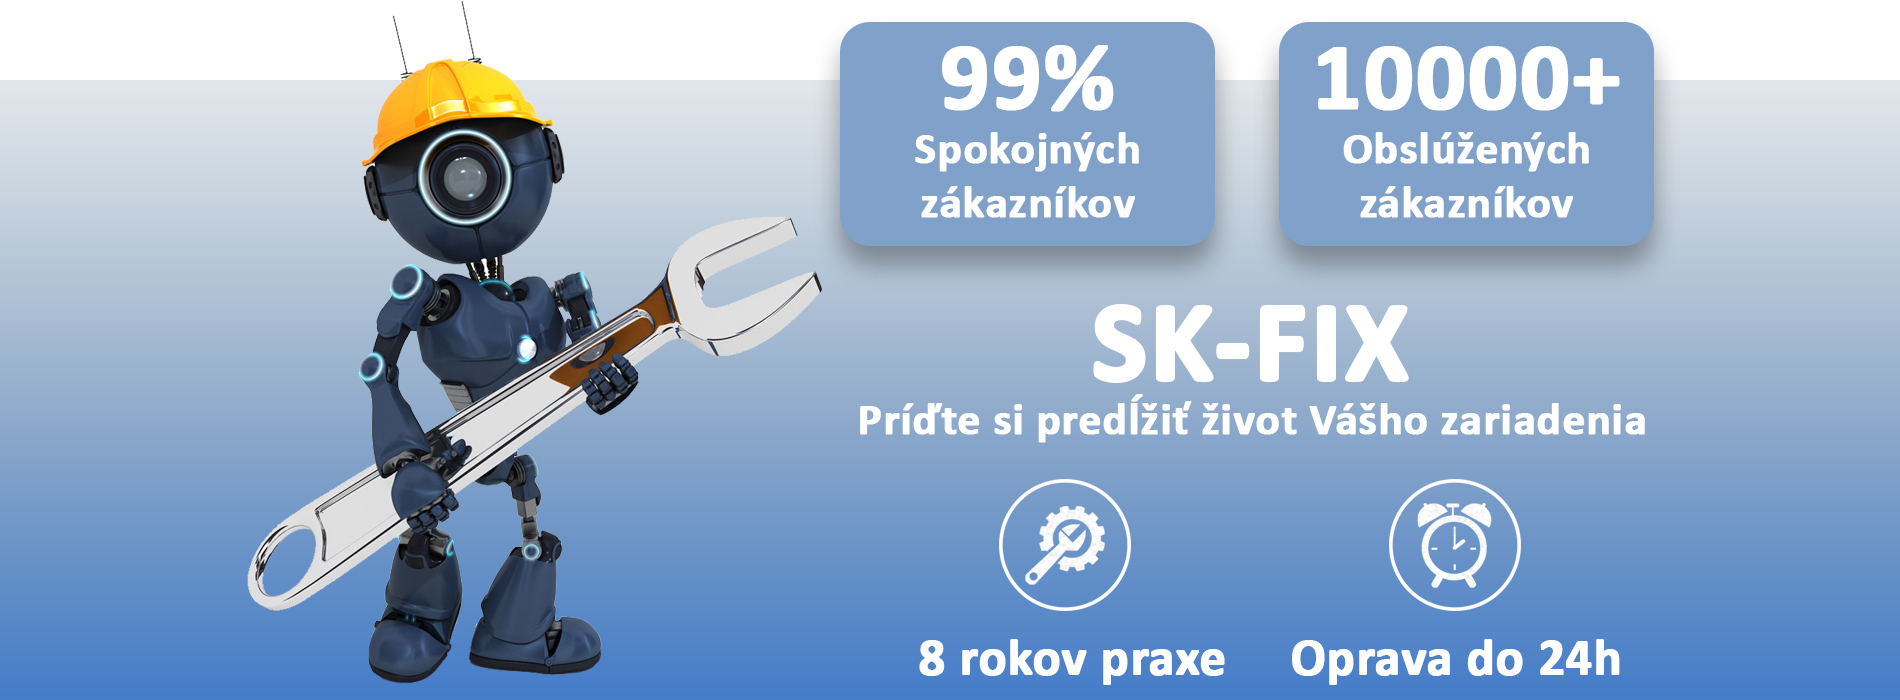 99%
Spokojných
zákazníkov
10000+
Obslúžených
zákazníkov
SK-FIX
Príďte si predĺžiť život Vášho zariadenia
8 rokov praxe
Oprava do 24h